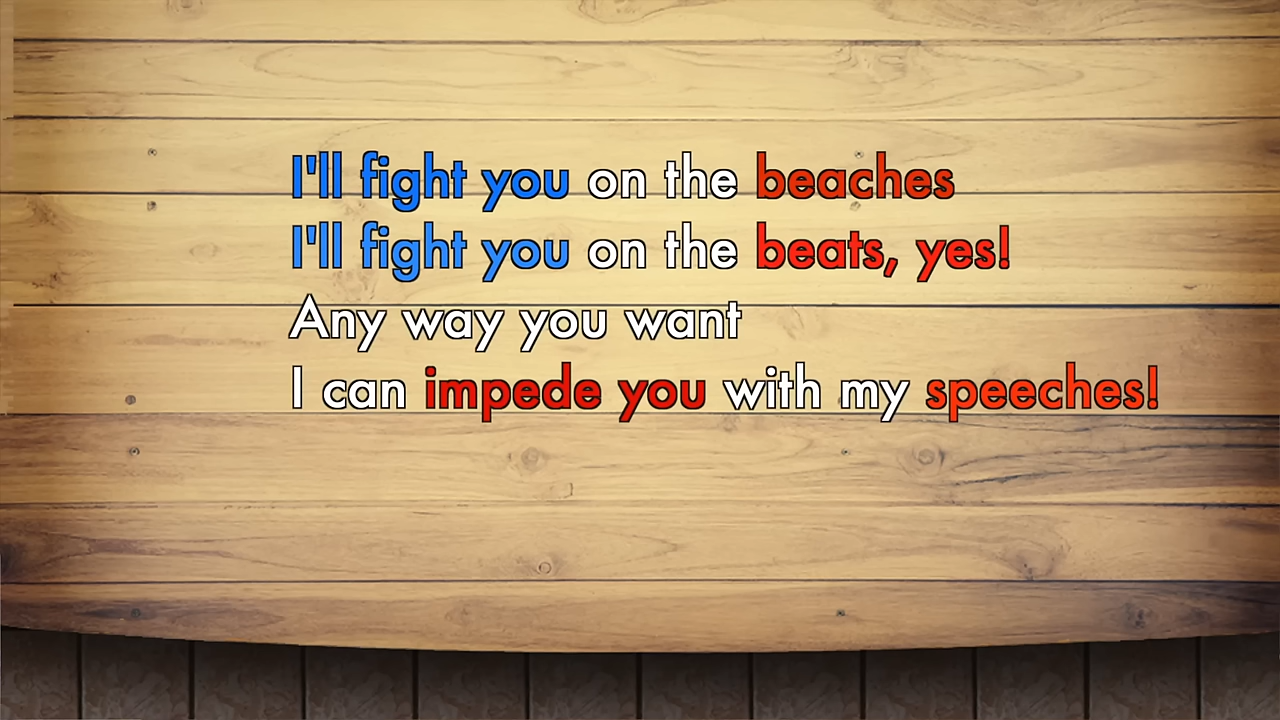 I'll fight you on the beaches
I'll fight you on the beats, yes!
Any way you want
I can impede you with my speeches!